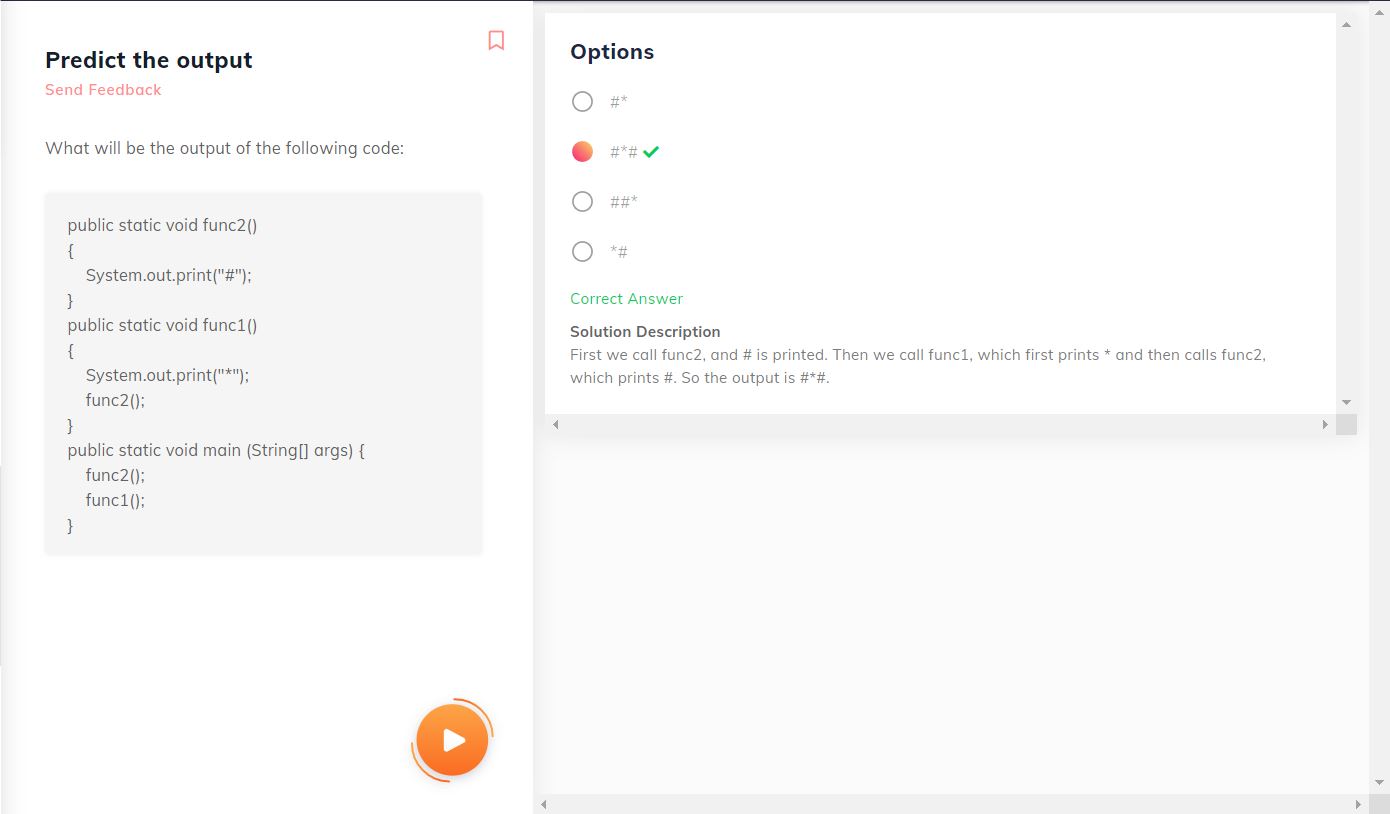 Predict the output
Send Feedback
What will be the output of the following code:
public static void func2()
{
    System.out.print("#");
}
public static void func1()
{
    System.out.print("*");
    func2();
}
public static void main (String[] args) {
    func2();
    func1();
}
Options
#*
#*#
##*
*#
Correct Answer
Solution Description
First we call func2, and # is printed. Then we call func1, which first prints * and then calls func2,
which prints #. So the output is #*#.